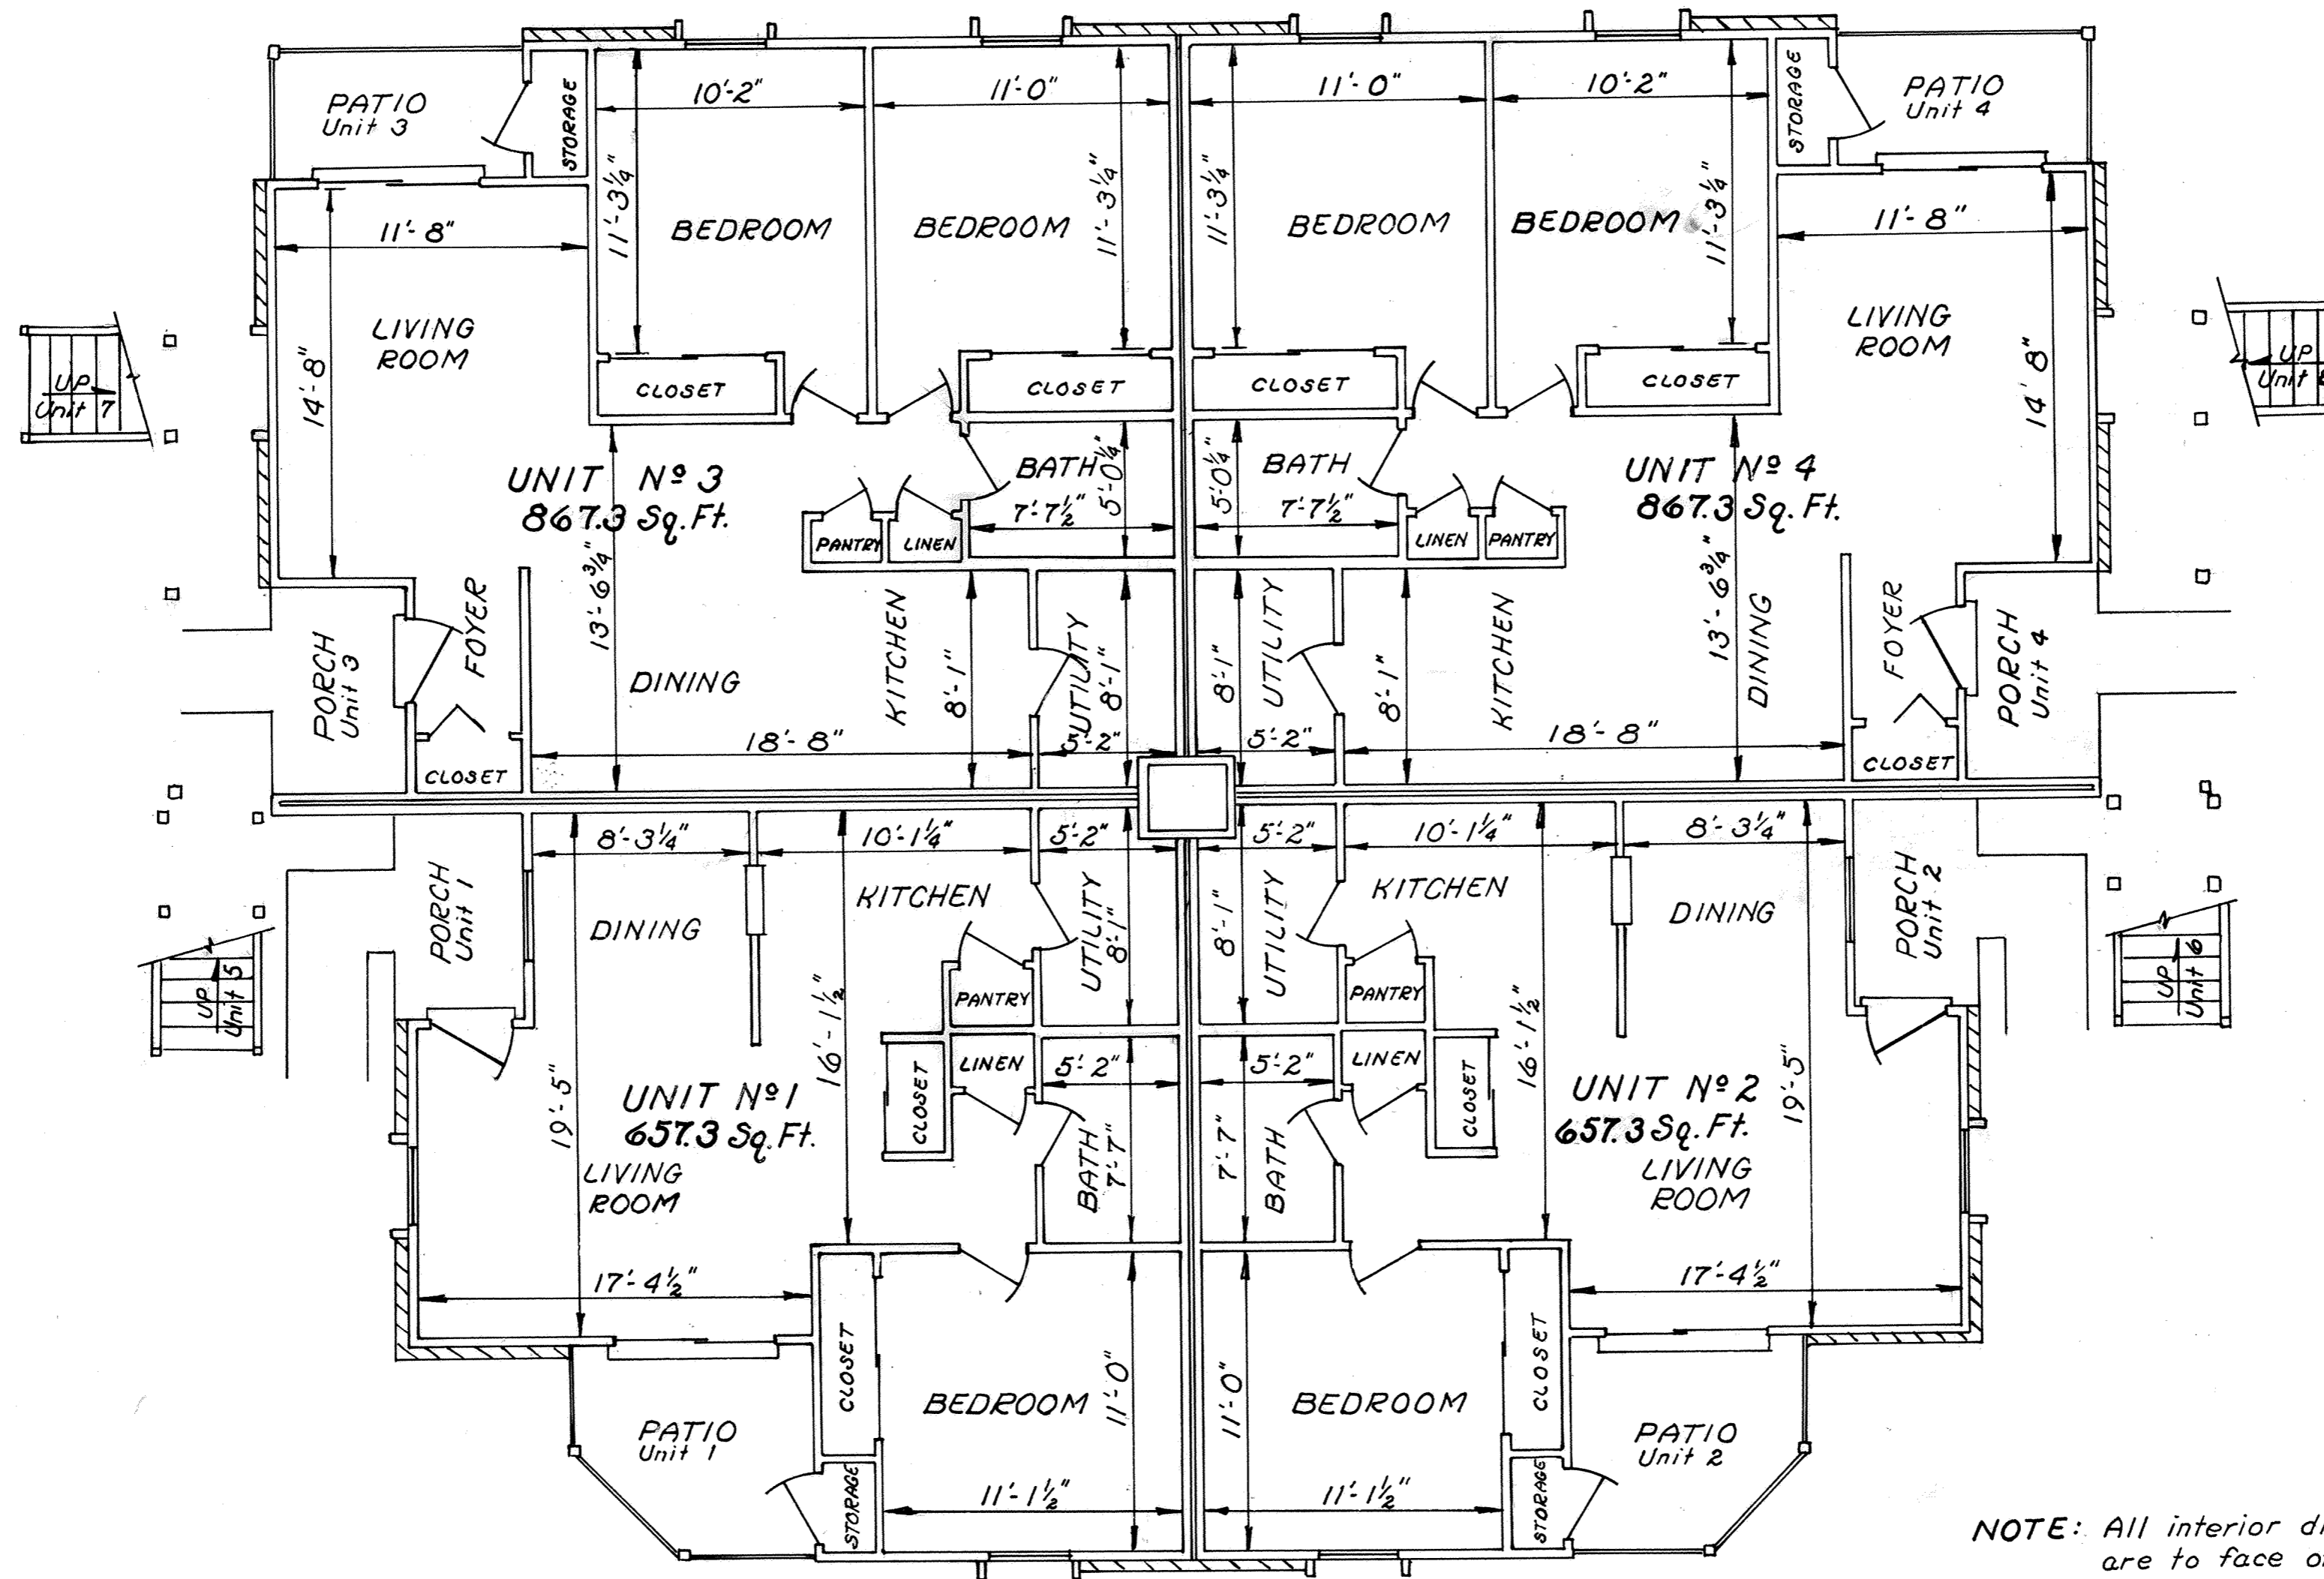 PATIO
Unit 3
STORAGE
10'-2"
11'-0"
11'-0"
10'-2"
STORAGE
PATIO
Unit 4
11'-3¼"
11'-3¼"
11'-3¼"
11'-3¼"
11'-8"
BEDROOM
BEDROOM
BEDROOM
BEDROOM
11'-8"
LIVING
ROOM
LIVING
ROOM
14'-8"
14'-8"
UP
Unit 7
UP
Unit
CLOSET
CLOSET
CLOSET
CLOSET
UNIT Nº 3
867.3 Sq.Ft.
BATH
5'-0¼"
7'-7½"
BATH
5'-0¼"
7'-7½"
UNIT Nº 4
867.3 Sq.Ft.
PANTRY
LINEN
LINEN
PANTRY
13'-6¾"
13'-6¾"
PORCH
Unit 3
FOYER
DINING
KITCHEN
8'-1"
UTILITY
8'-1"
8'-1"
UTILITY
8'-1"
KITCHEN
DINING
FOYER
PORCH
Unit 4
18'-8"
5'-2"
5'-2"
18'-8"
CLOSET
CLOSET
8'-3¼"
10'-1¼"
5'-2"
5'-2"
10'-1¼"
8'-3¼"
PORCH
Unit 1
DINING
KITCHEN
UTILITY
8'-1"
8'-1"
UTILITY
KITCHEN
DINING
PORCH
Unit 2
UP
Unit 5
UP
Unit 6
PANTRY
PANTRY
16'-1½"
16'-1½"
LINEN
5'-2"
5'-2"
LINEN
CLOSET
CLOSET
19'-5"
19'-5"
UNIT Nº 1
657.3 Sq.Ft.
UNIT Nº 2
657.3 Sq.Ft.
BATH
7'-7"
7'-7"
BATH
LIVING
ROOM
LIVING
ROOM
17'-4½"
17'-4½"
CLOSET
BEDROOM
11'-0"
11'-0"
BEDROOM
CLOSET
PATIO
Unit 1
PATIO
Unit 2
STORAGE
11'-1½"
11'-1½"
STORAGE
NOTE: All interior
are to face